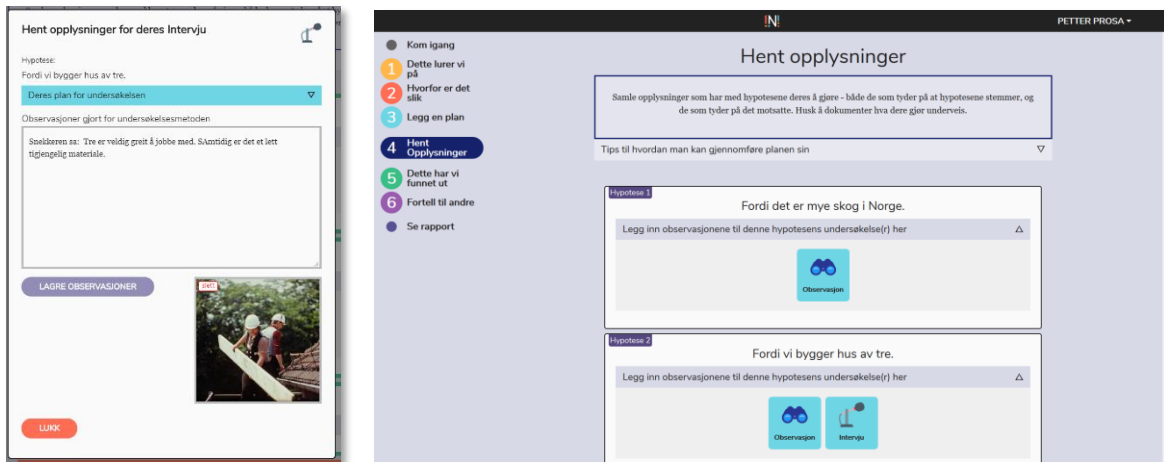 Hent opplysninger for deres Intervju
Hypotese:
Fordi vi bygger hus av tre.
Deres plan for undersøkelsen
Observasjoner gjort for undersøkelsesmetoden
Snekkeren sa: Tre er veldig greit å jobbe med. SAmtidig er det et lett
tigjengelig materiale.
LAGRE OBSERVASJONER
slett
LUKK
!N!
PETTER PROSA
Kom igang
1 Dette lurer vi
på
2 Hvorfor er det
slik
3 Legg en plan
4 Hent
Opplysninger
5 Dette har vi
funnet ut
6 Fortell til andre
Se rapport
Hent opplysninger
Samle opplysninger som har med hypotesene deres å gjøre - både de som tyder på at hypotesene stemmer, og
de som tyder på det motsatte. Husk å dokumenter hva dere gjør underveis.
Tips til hvordan man kan gjennomføre planen sin
Hypotese 1
Fordi det er mye skog i Norge.
Legg inn observasjonene til denne hypotesens undersøkelse(r) her
Observasjon
Hypotese 2
Fordi vi bygger hus av tre.
Legg inn observasjonene til denne hypotesens undersøkelse(r) her
Observasjon
Intervju